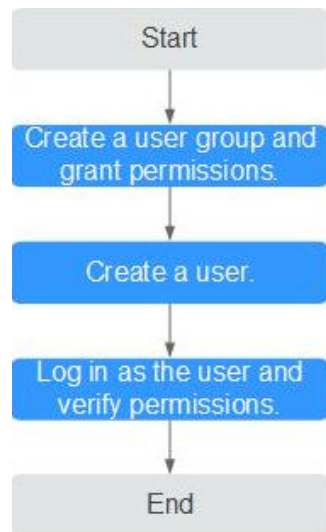 Start
Create a user group and
grant permissions.
Create a user.
Log in as the user and
verify permissions.
End